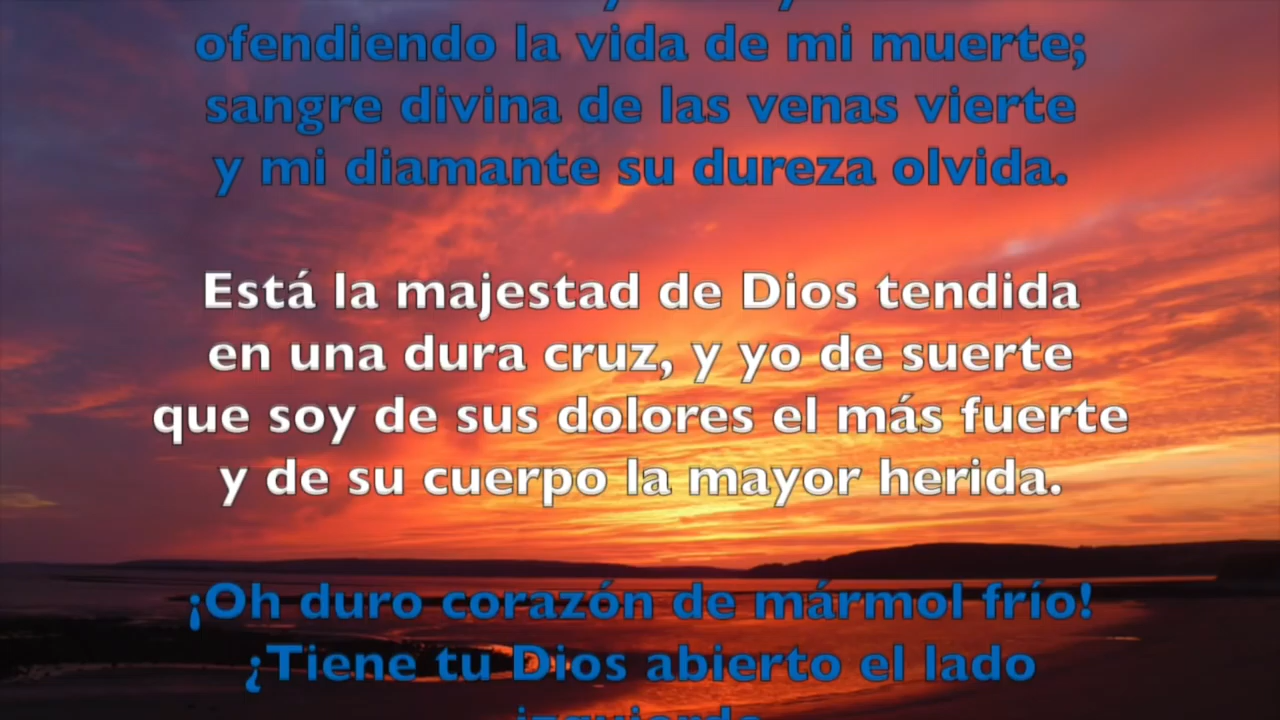 ofendiendo la vida de mi muerte;
sangre divina de las venas vierte
y mi diamante su dureza olvida.
Está la majestad de Dios tendida
en una dura cruz, y yo de suerte
que soy de sus dolores el más fuerte
y de su cuerpo la mayor herida.
¡Oh duro corazón de mármol frío!
¿Tiene tu Dios abierto el lado